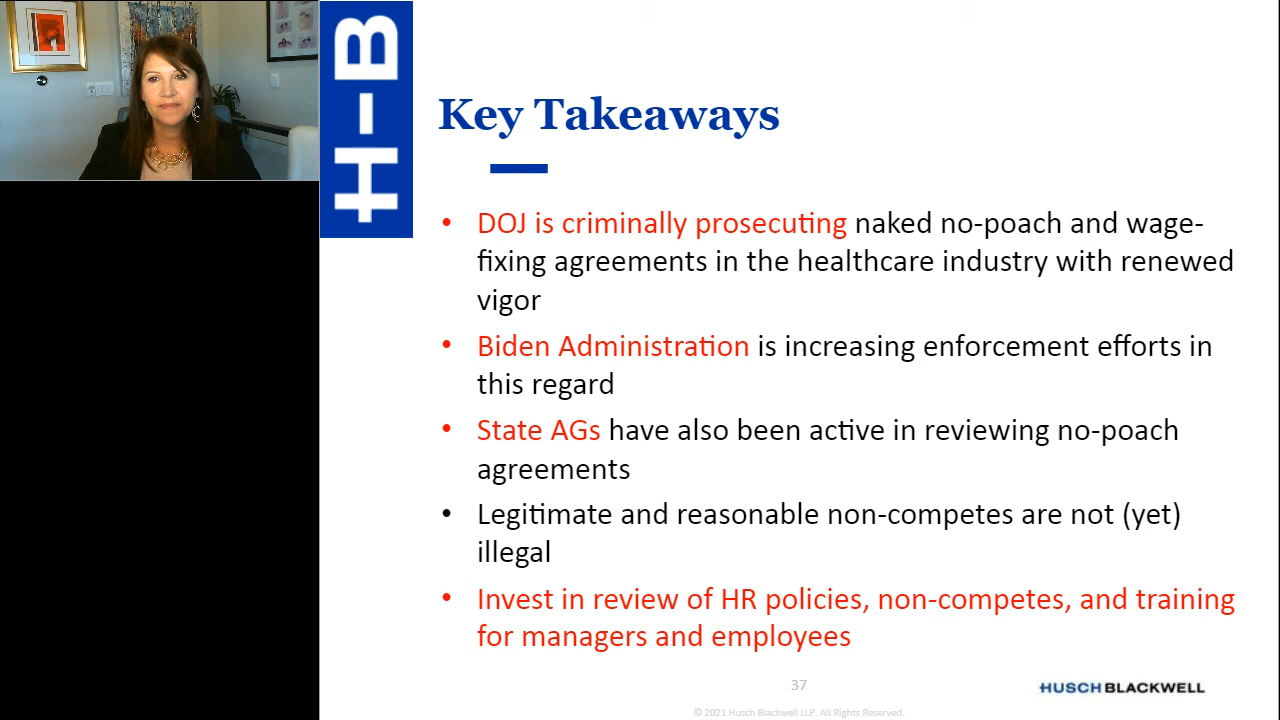 H-B
Key Takeaways
• DOJ is criminally prosecuting naked no-poach and wage-
fixing agreements in the healthcare industry with renewed
vigor
• Biden Administration is increasing enforcement efforts in
this regard
• State AGs have also been active in reviewing no-poach
agreements
• Legitimate and reasonable non-competes are not (yet)
illegal
• Invest in review of HR policies, non-competes, and training
for managers and employees
37
HUSCH BLACKWELL
© 2021 Husch Blackwell LLP. All Rights Reserved.